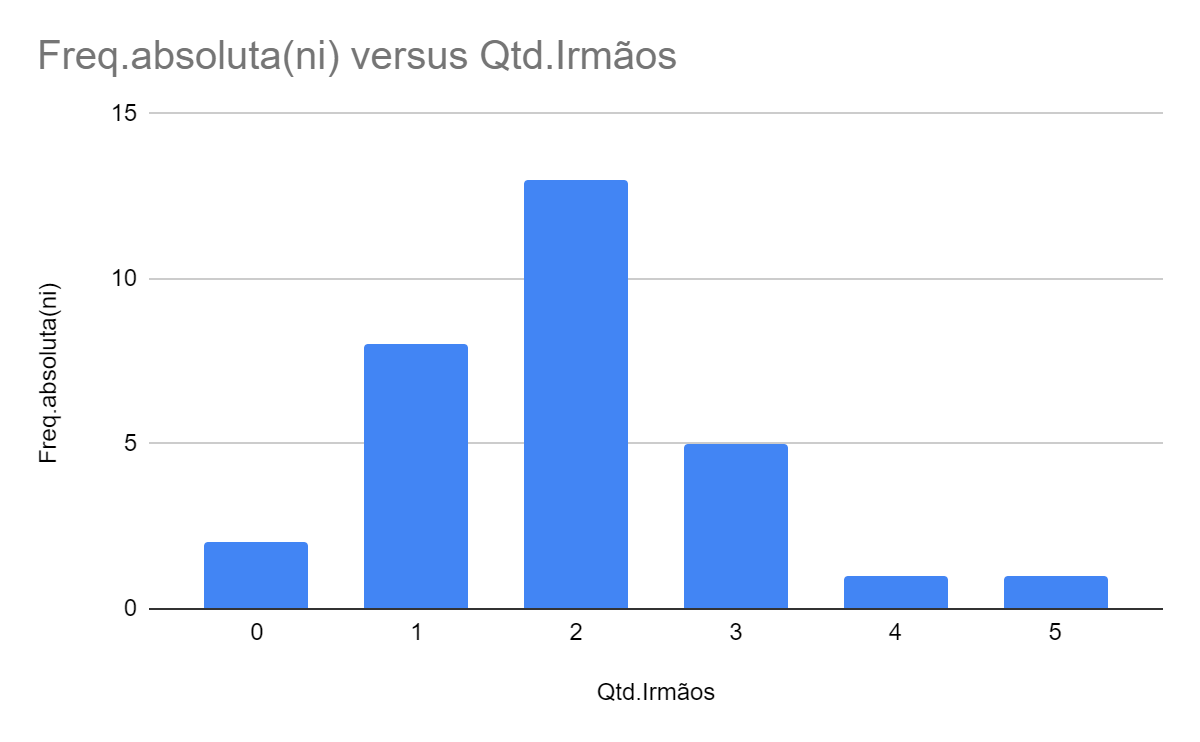 Freq.absoluta(ni) versus Qtd.Irmãos
15
10
5
0
Freq.absoluta(ni)
0 1 2 3 4 5
Qtd.Irmãos